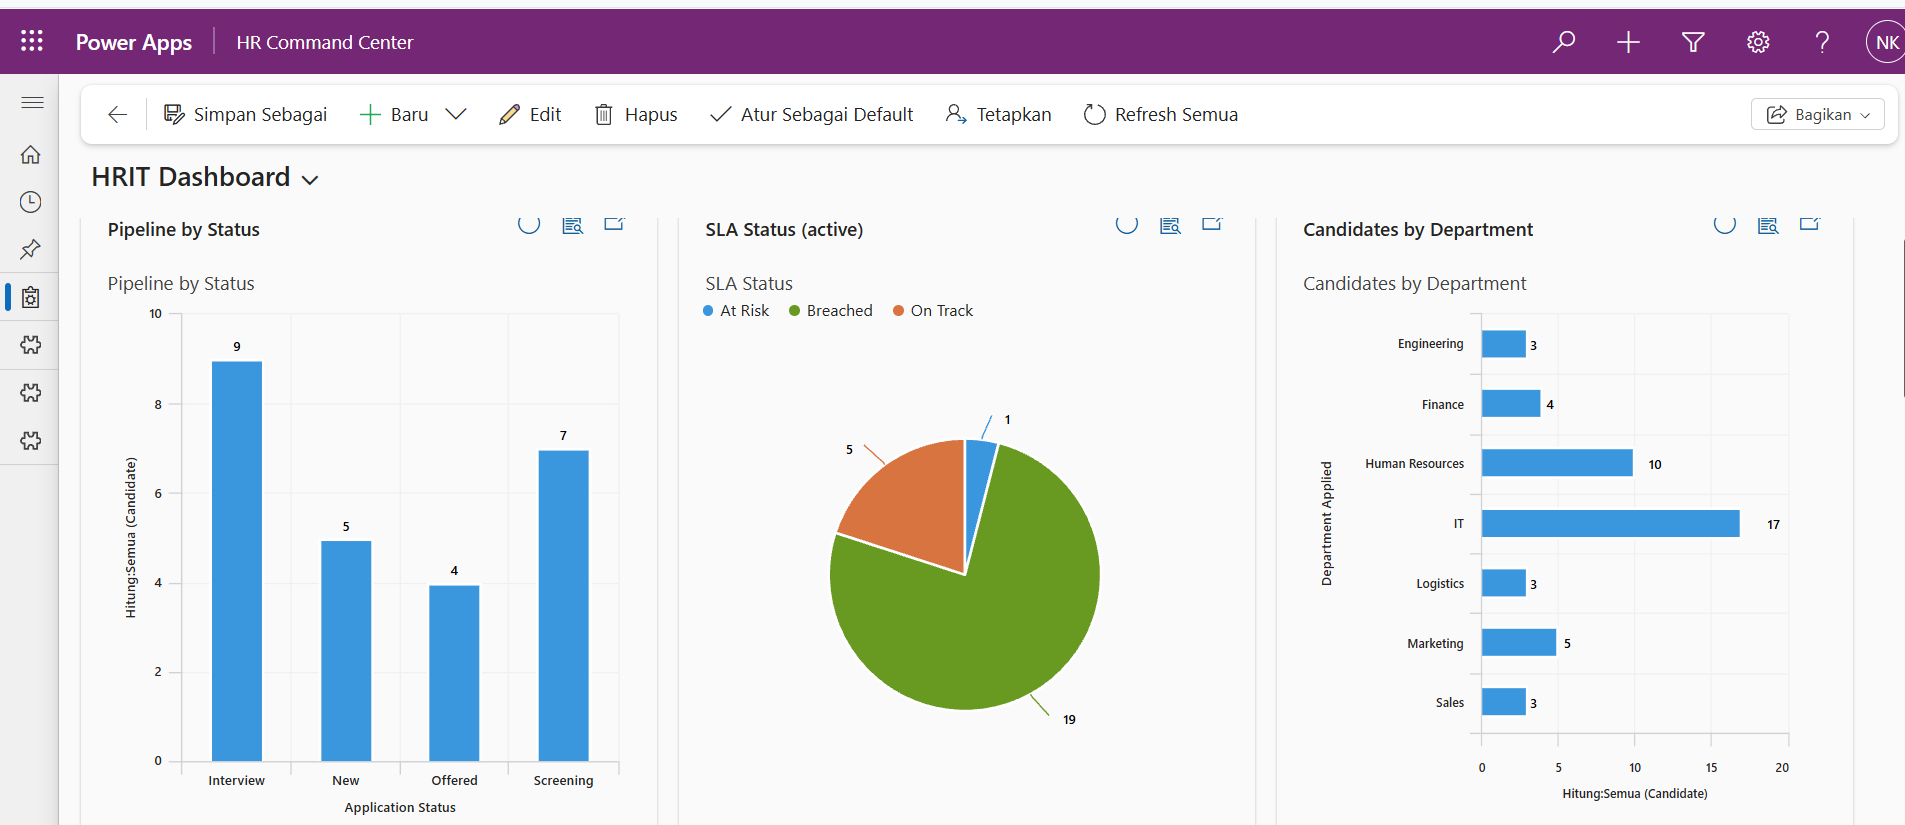 Power Apps HR Command Center NK
Simpan Sebagai Baru Edit Hapus Atur Sebagai Default Tetapkan Refresh Semua Bagikan
HRIT Dashboard
Pipeline by Status
Pipeline by Status
10
8
6
4
2
0
9
5
4
7
Hitung:Semua (Candidate)
Interview New Offered Screening
Application Status
SLA Status (active)
SLA Status
At Risk Breached On Track
1
5
19
Candidates by Department
Candidates by Department
Department Applied
Engineering 3
Finance 4
Human Resources 10
IT 17
Logistics 3
Marketing 5
Sales 3
0 5 10 15 20
Hitung:Semua (Candidate)